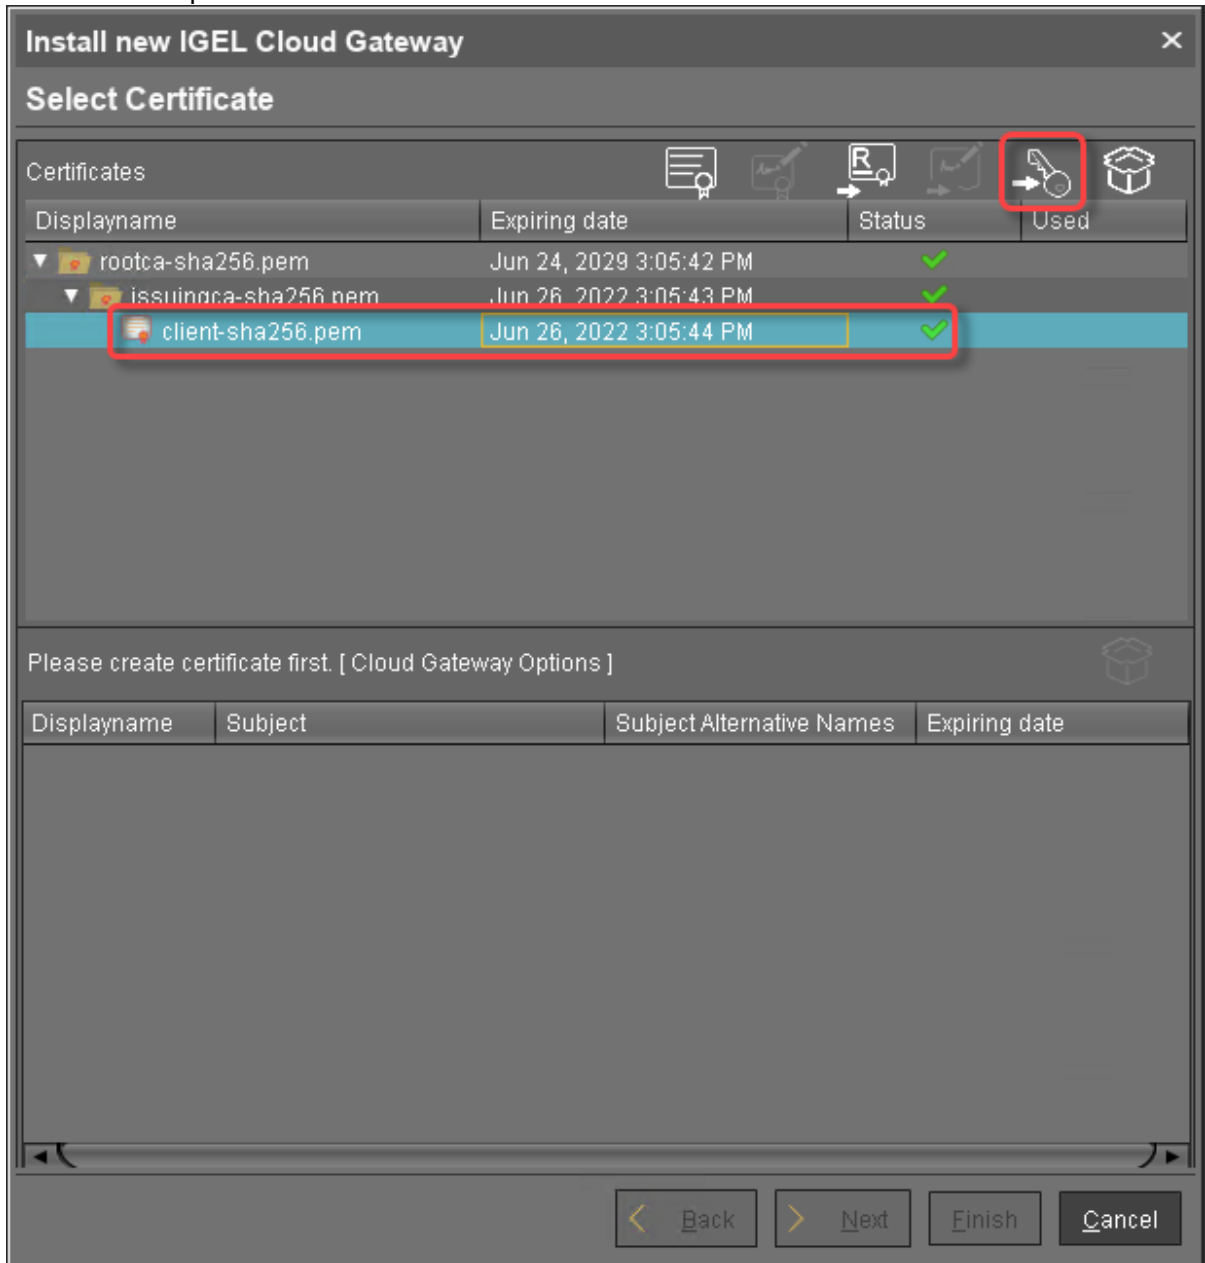 Install new IGEL Cloud Gateway
Select Certificate
Certificates
Displayname Expiring date Status Used
rootca-sha256.pem Jun 24, 2029 3:05:42 PM
issuingca-sha256.pem Jun 26, 2022 3:05:43 PM
client-sha256.pem Jun 26, 2022 3:05:44 PM
Please create certificate first. [ Cloud Gateway Options ]
Displayname Subject Subject Alternative Names Expiring date
Back Next Finish Cancel